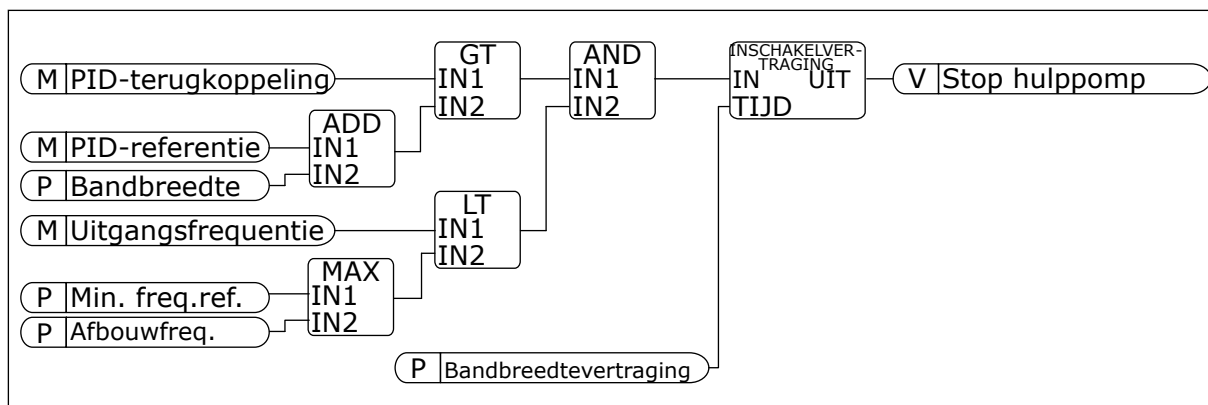 GT
IN1
IN2
AND
IN1
IN2
INSCHAKELVER-
TRAGING
IN UIT
TIJD
M PID-terugkoppeling
V Stop hulppomp
ADD
IN1
IN2
M PID-referentie
P Bandbreedte
LT
IN1
IN2
M Uitgangsfrequentie
MAX
IN1
IN2
P Min. freq.ref.
P Afbouwfreq.
P Bandbreedtevertraging